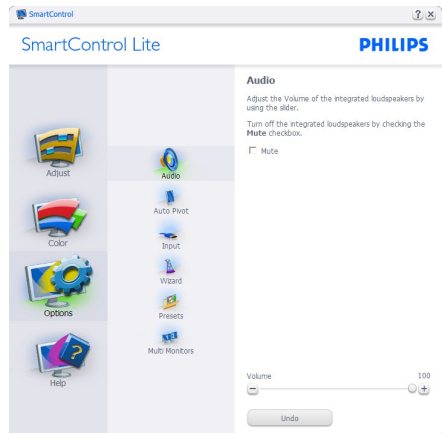 SmartControl
SmartControl Lite
PHILIPS
Adjust
Color
Options
Help
Audio
Auto Pivot
Input
Wizard
Presets
Multi Monitors
Audio
Adjust the Volume of the integrated loudspeakers by
using the slider.
Turn off the integrated loudspeakers by checking the
Mute checkbox.
Mute
Volume 100
Undo